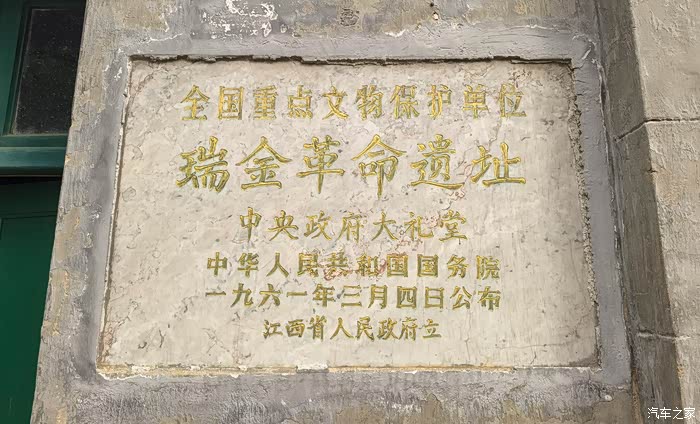 全国重点文物保护单位
瑞金革命遗址
中央政府大礼堂
中华人民共和国国务院
一九六一年三月四日公布
江西省人民政府立
汽车之家